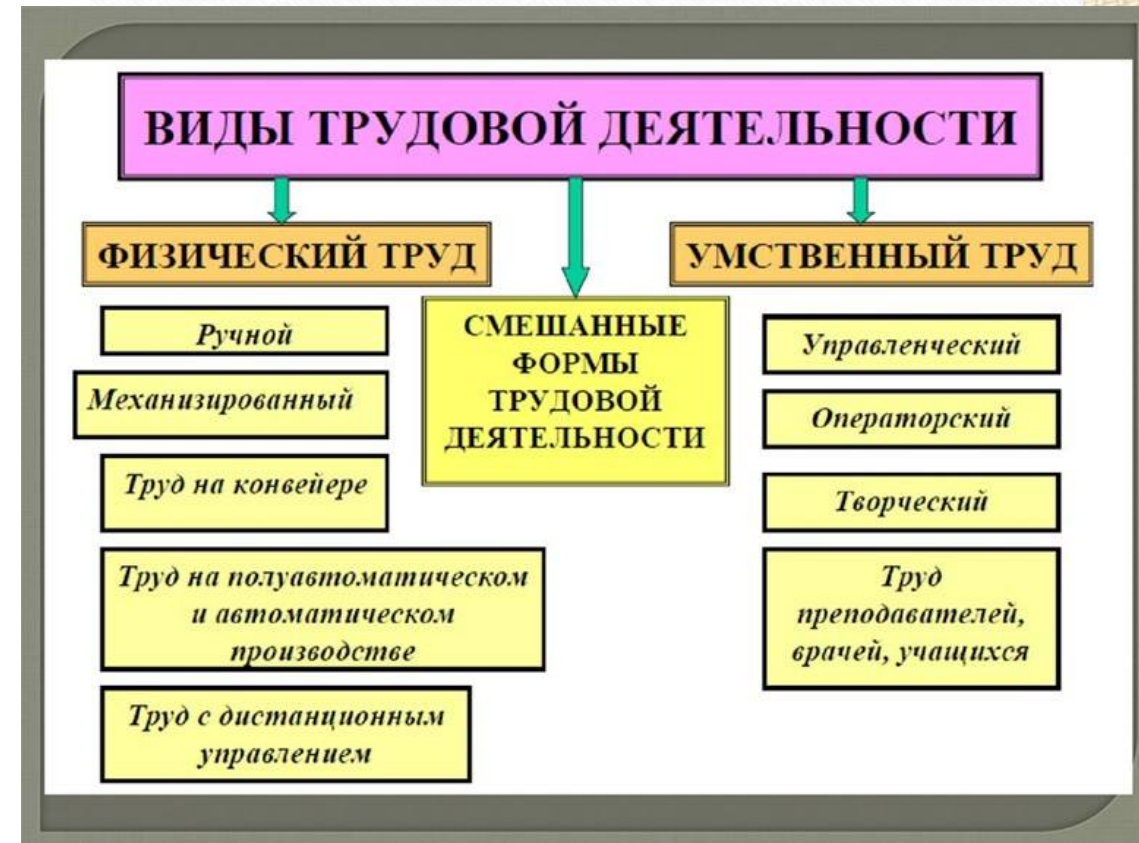 ВИДЫ ТРУДОВОЙ ДЕЯТЕЛЬНОСТИ
ФИЗИЧЕСКИЙ ТРУД
Ручной
Механизированный
Труд на конвейере
Труд на полуавтоматическом
и автоматическом
производстве
Труд с дистанционным
управлением
СМЕШАННЫЕ
ФОРМЫ
ТРУДОВОЙ
ДЕЯТЕЛЬНОСТИ
УМСТВЕННЫЙ ТРУД
Управленческий
Операторский
Творческий
Труд
преподавателей,
врачей, учащихся